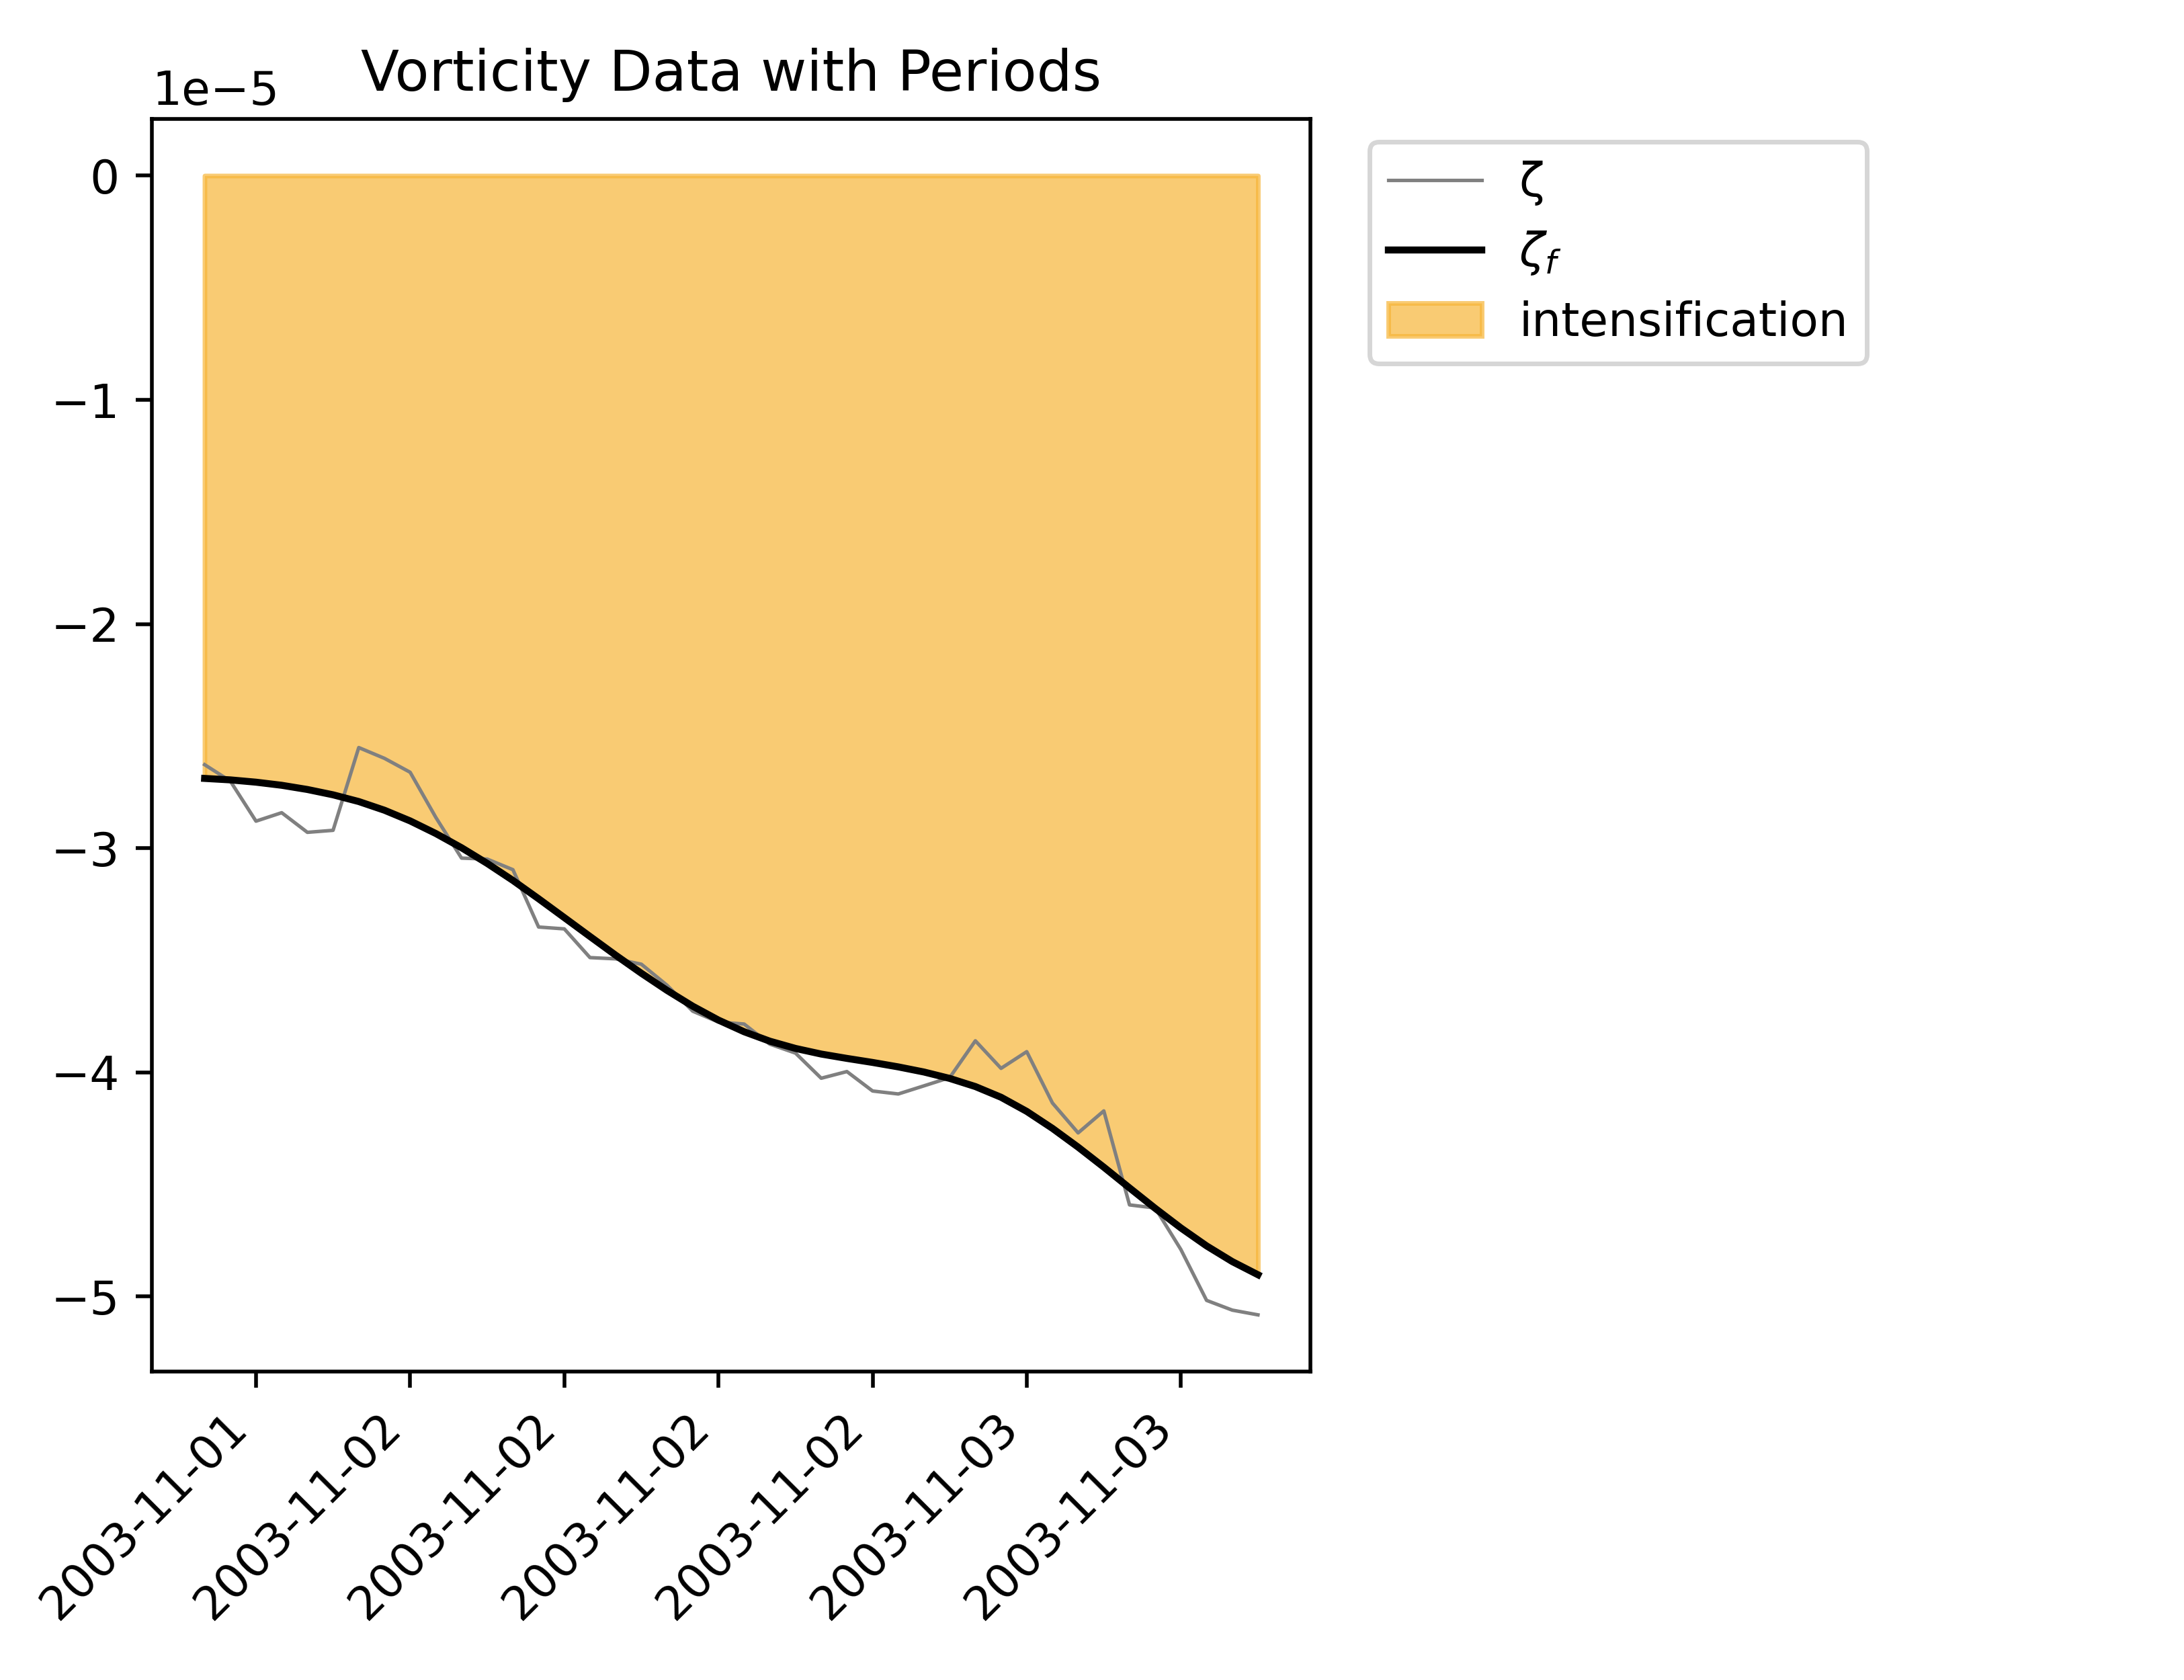 Vorticity Data with Periods
1e−5
0
−1
−2
−3
−4
−5
2003-11-01
2003-11-02
2003-11-02
2003-11-02
2003-11-02
2003-11-03
2003-11-03
ζ
ζf
intensification